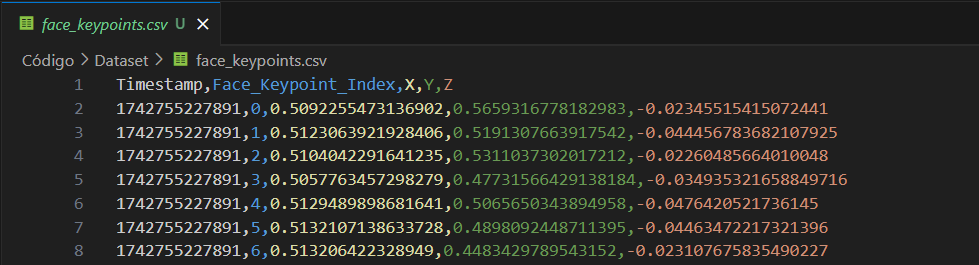 face_keypoints.csv U ×
Código > Dataset > face_keypoints.csv
1 Timestamp,Face_Keypoint_Index,X,Y,Z
2 1742755227891,0,0.5092255473136902,0.5659316778182983,-0.02345515415072441
3 1742755227891,1,0.5123063921928406,0.5191307663917542,-0.044456783682107925
4 1742755227891,2,0.5104042291641235,0.5311037302017212,-0.02260485664010048
5 1742755227891,3,0.5057763457298279,0.47731566429138184,-0.034935321658849716
6 1742755227891,4,0.5129489898681641,0.5065650343894958,-0.0476420521736145
7 1742755227891,5,0.5132107138633728,0.4898092448711395,-0.04463472217321396
8 1742755227891,6,0.513206422328949,0.4483429789543152,-0.023107675835490227